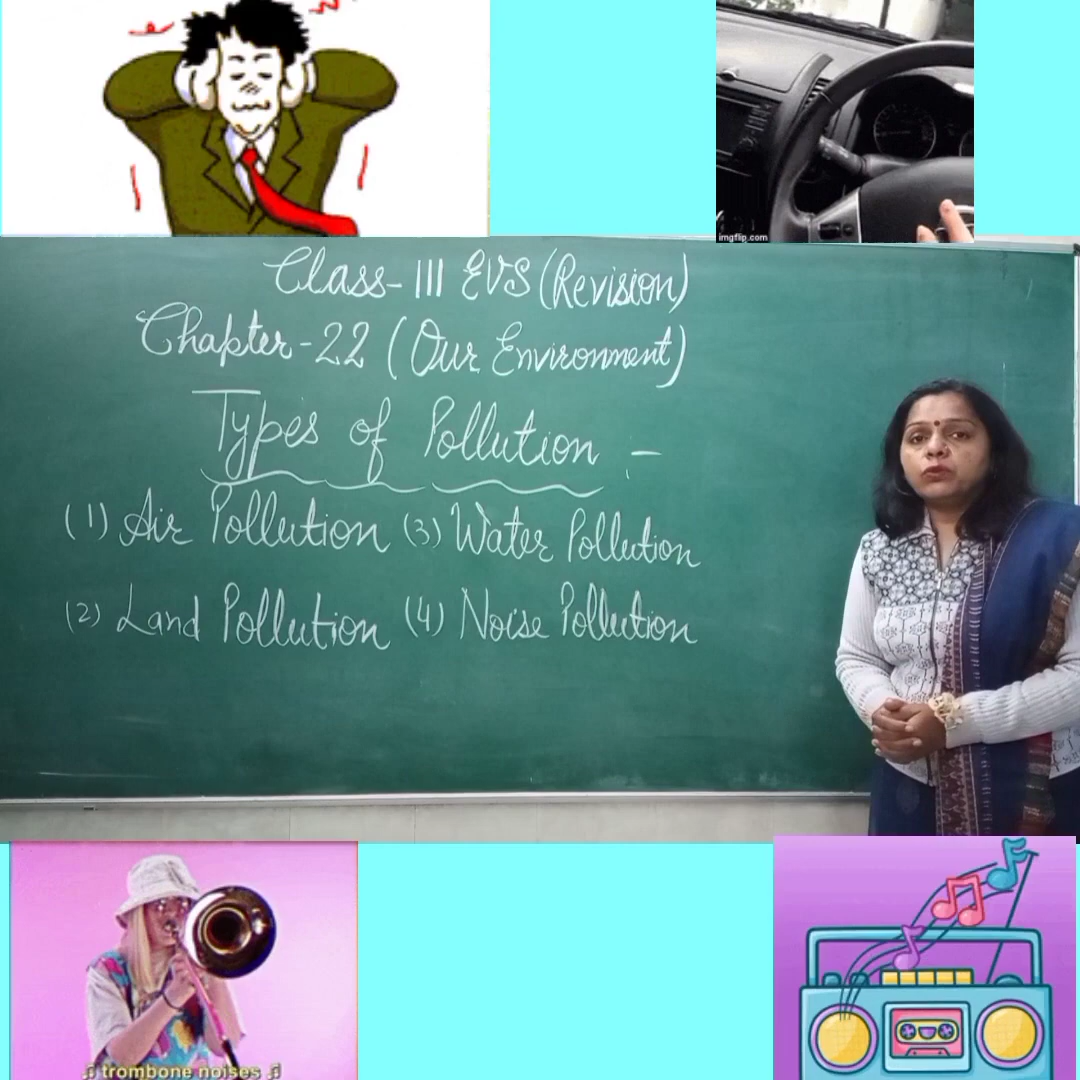 imgflip.com
Class-III EVS (Revision)
Chapter-22 (Our Environment)
Types of Pollution :-
(1) Air Pollution (3) Water Pollution
(2) Land Pollution (4) Noise Pollution
♫ trombone noises ♫